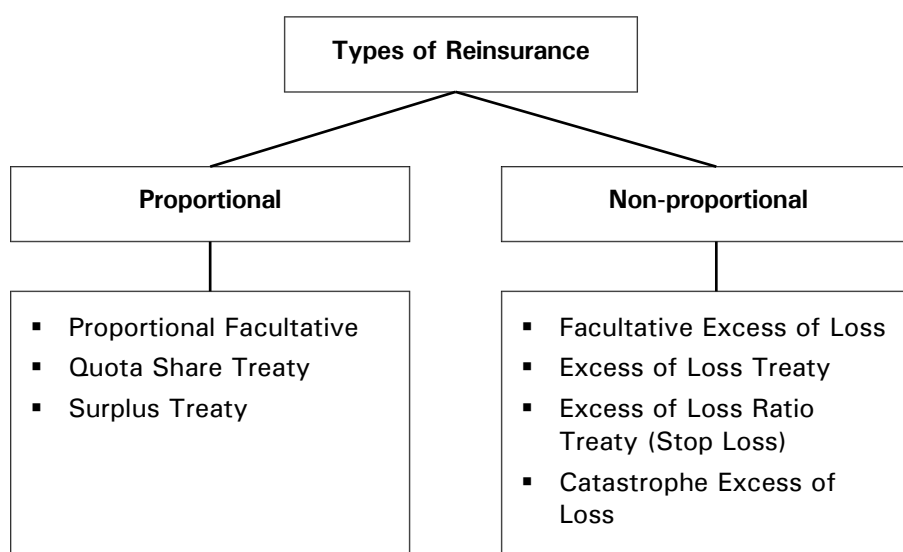 Types of Reinsurance
Proportional
Non-proportional
▪ Proportional Facultative
▪ Quota Share Treaty
▪ Surplus Treaty
▪ Facultative Excess of Loss
▪ Excess of Loss Treaty
▪ Excess of Loss Ratio
Treaty (Stop Loss)
▪ Catastrophe Excess of
Loss